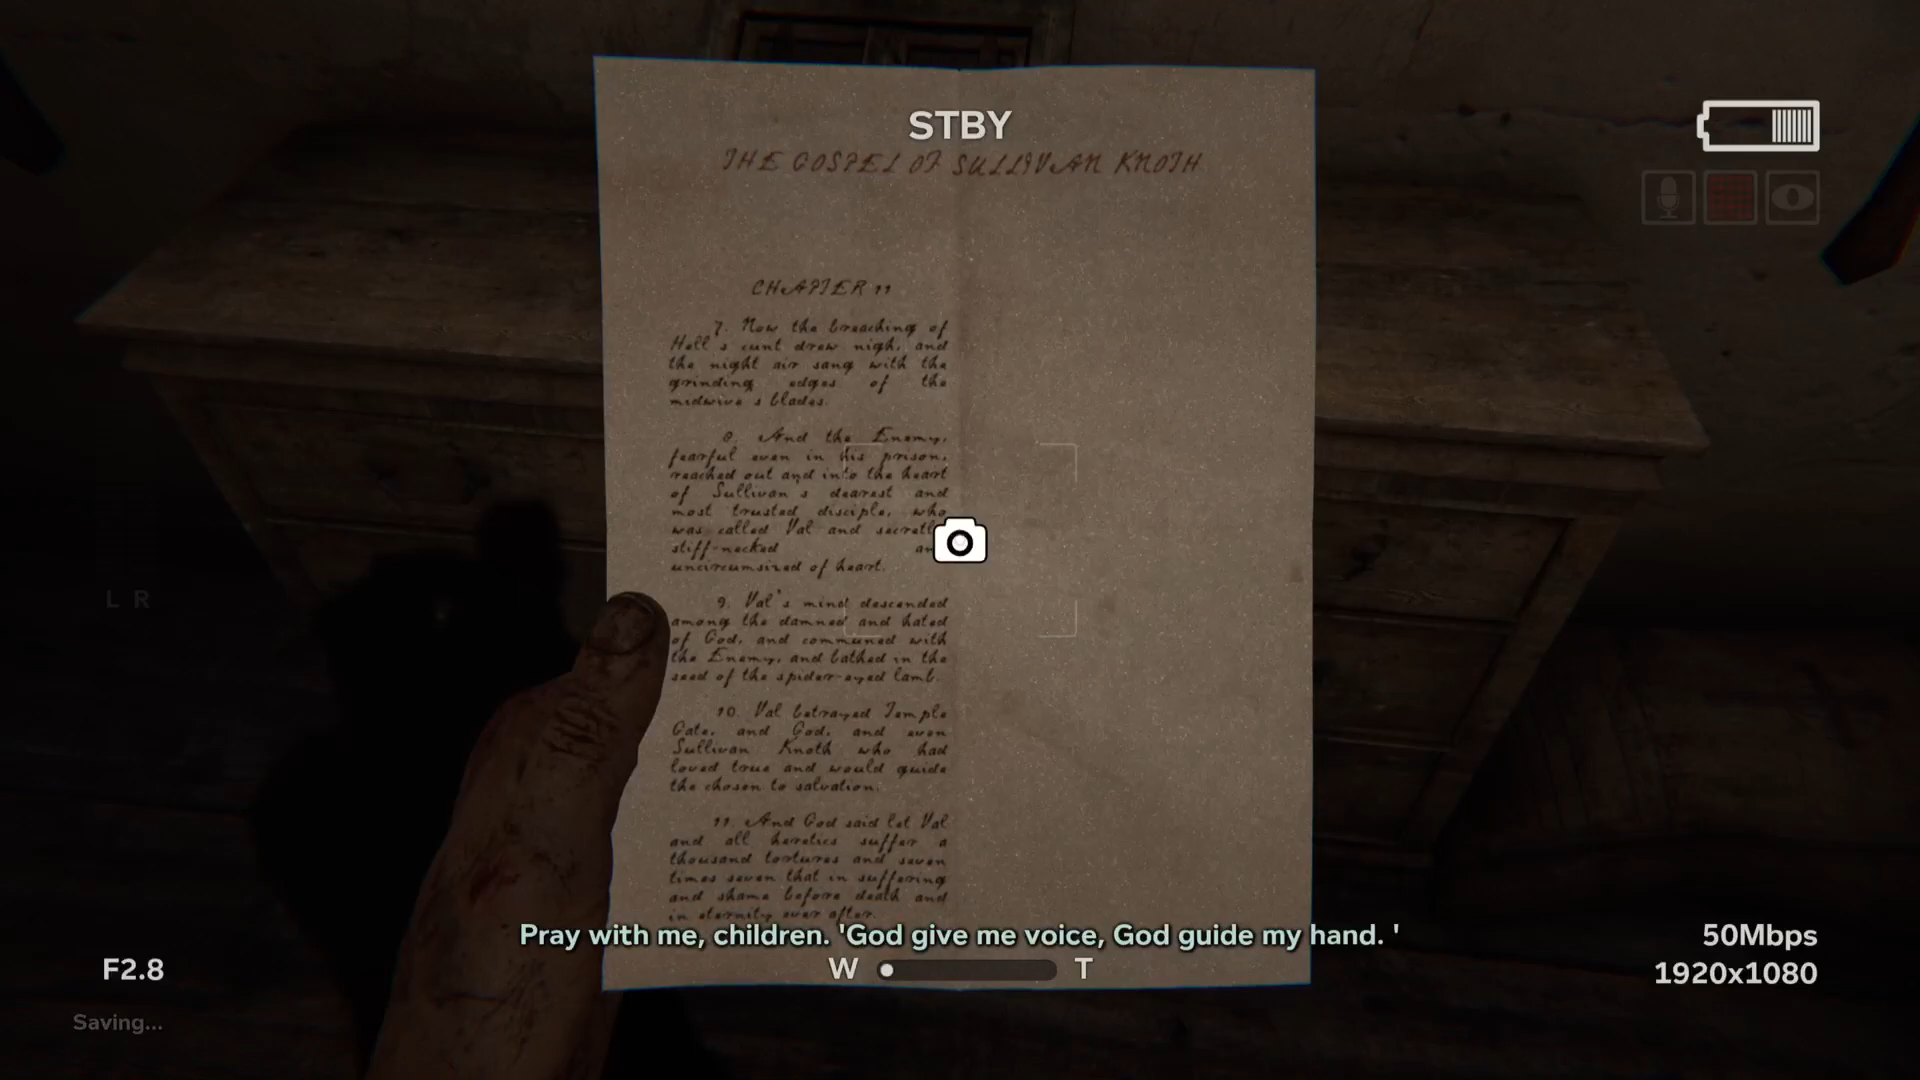 STBY
THE GOSPEL OF SULLIVAN KNOTH
CHAPTER 11
7. Now the breaching of
Hell s cunt drew nigh, and
the night air sang with the
grinding edges of the
midwive s blades.
8. And the Enemy,
fearful even in his prison,
reached out and into the heart
of Sullivan s dearest and
most trusted disciple, who
was called Val and secretly
stiff-necked an
uncircumsized of heart.
9. Val's mind descended
among the damned and hated
of God, and communed with
the Enemy, and bathed in the
seed of the spider-eyed lamb.
10. Val betrayed Temple
Gate, and God, and even
Sullivan Knoth who had
loved true and would guide
the chosen to salvation.
11. And God said let Val
and all heretics suffer a
thousand tortures and seven
times seven that in suffering
and shame before death and
in eternity ever after.
L R
Pray with me, children. 'God give me voice, God guide my hand. '
W T
F2.8
Saving...
50Mbps
1920x1080